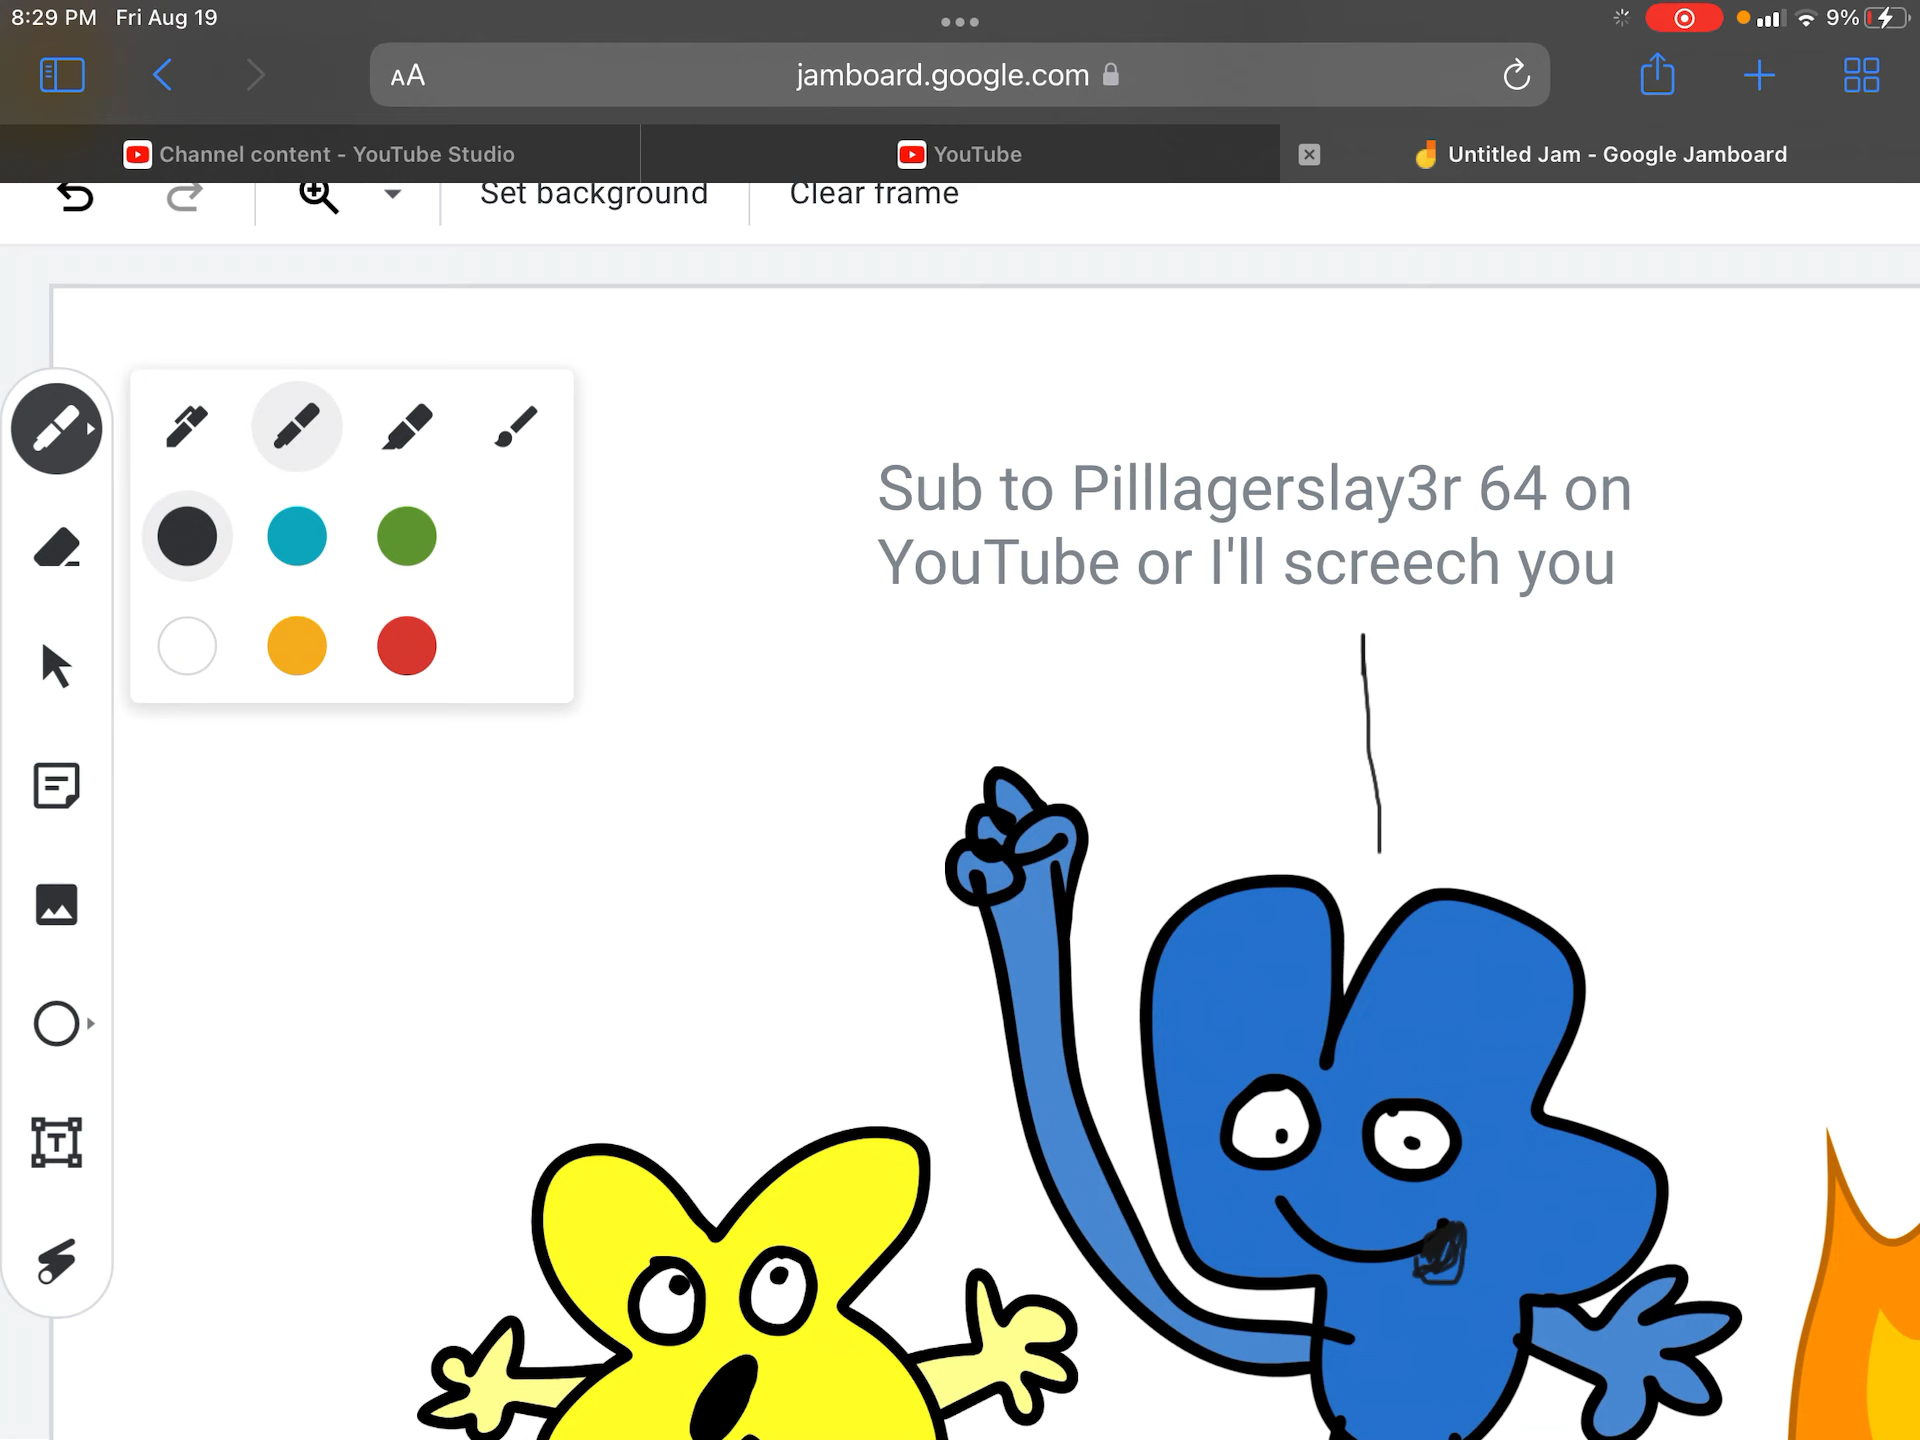 8:29 PM Fri Aug 19
9%
AA
jamboard.google.com
Channel content - YouTube Studio
YouTube
Untitled Jam - Google Jamboard
Set background
Clear frame
Sub to Pilllagerslay3r 64 on
YouTube or I'll screech you